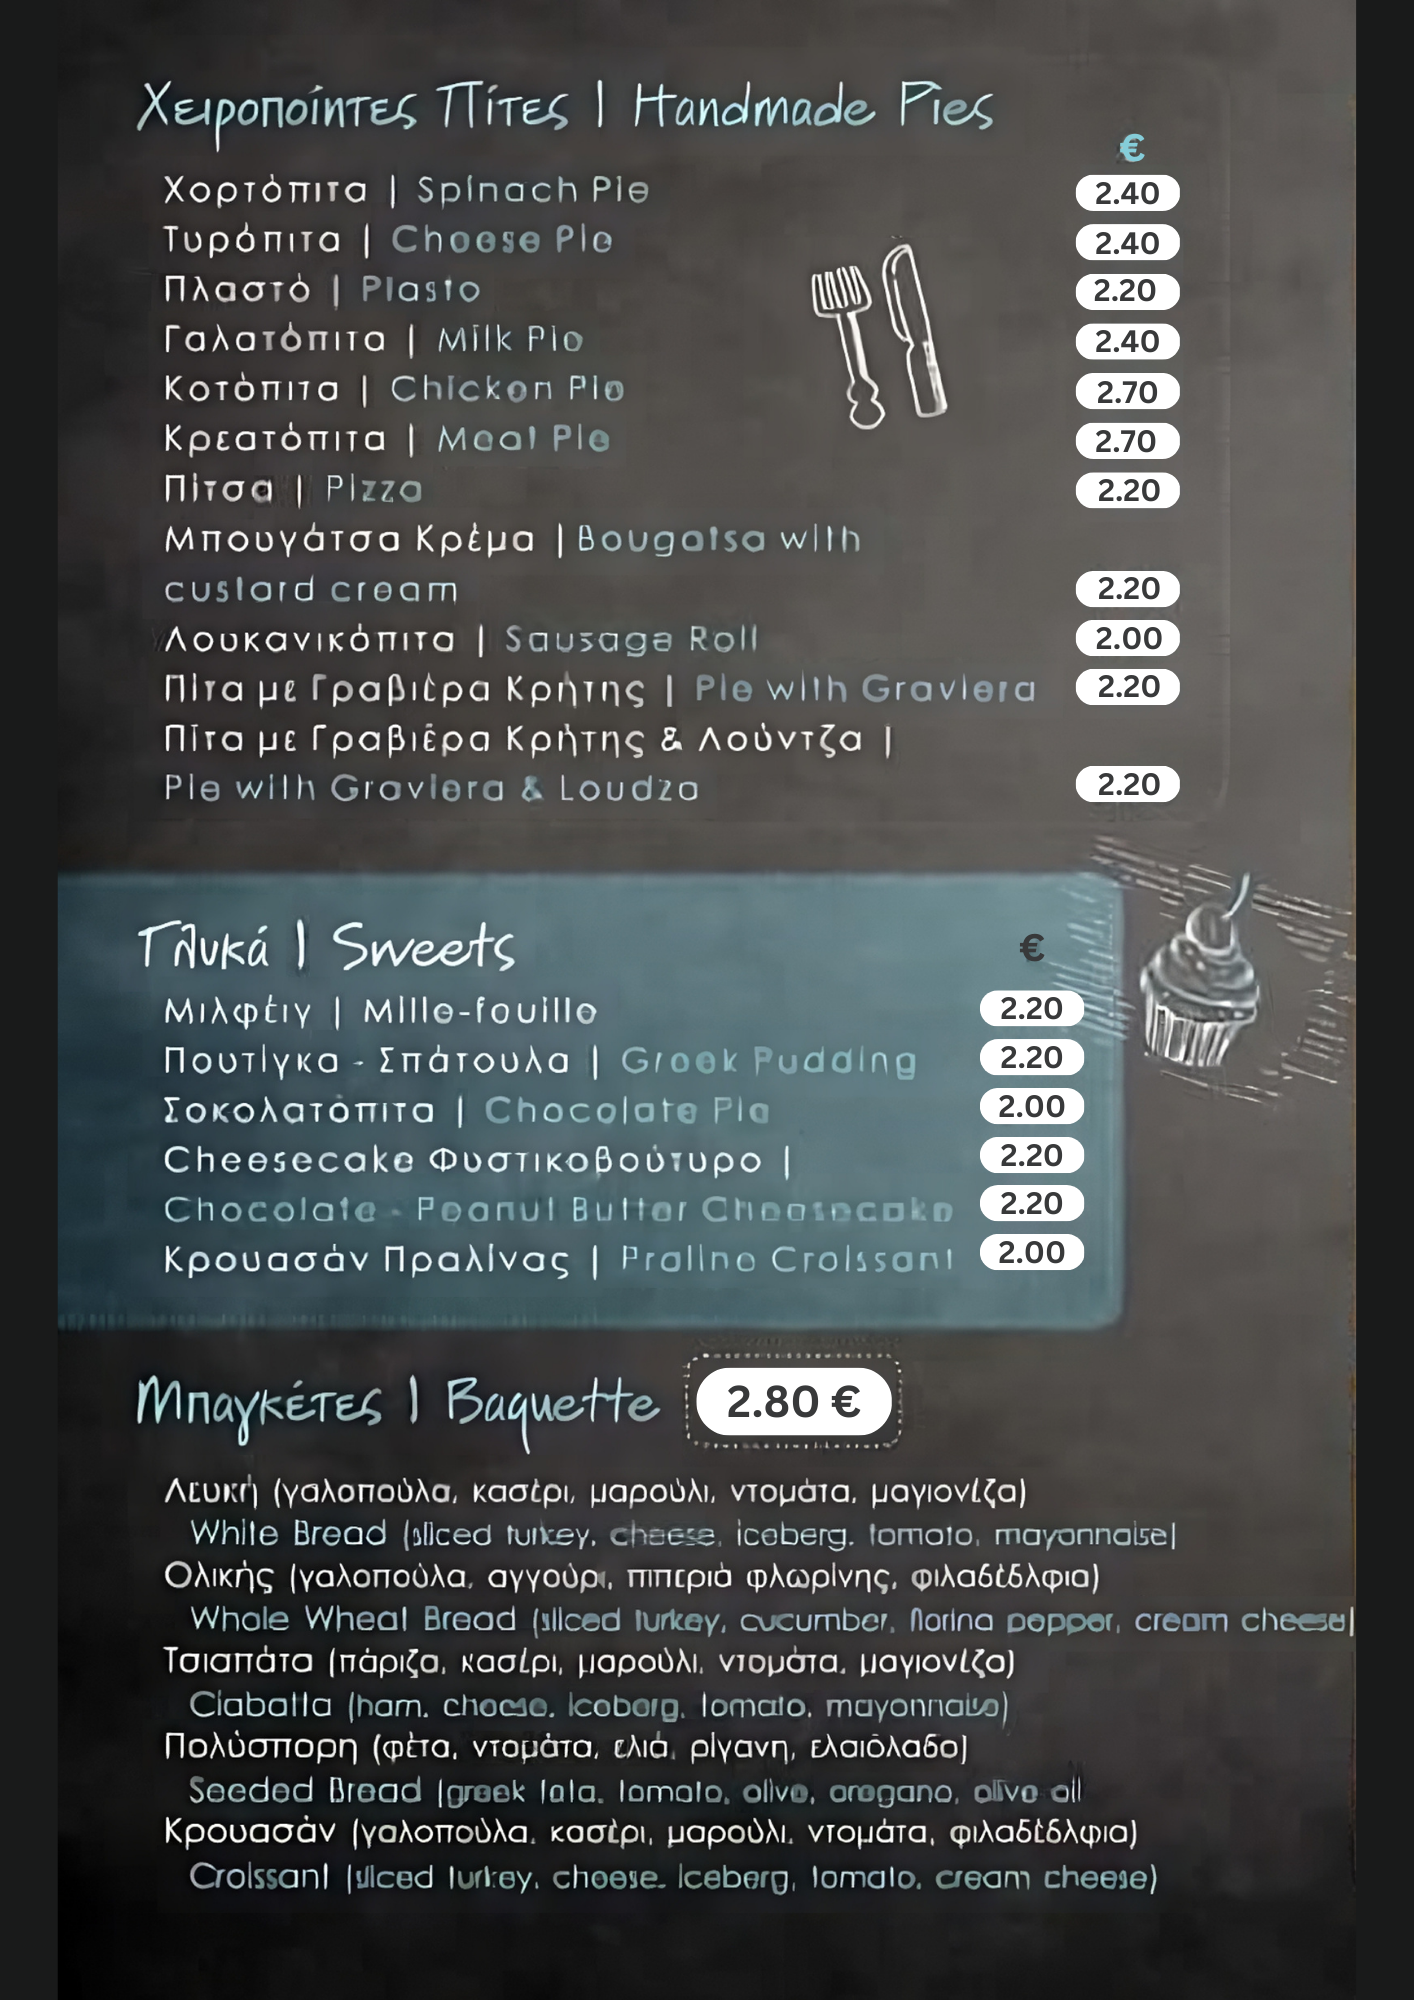 Χειροποίητες Πίτες | Handmade Pies
€
Χορτόπιτα | Spinach Pie 2.40
Τυρόπιτα | Cheese Pie 2.40
Πλαστό | Plasto 2.20
Γαλατόπιτα | Milk Pie 2.40
Κοτόπιτα | Chicken Pie 2.70
Κρεατόπιτα | Meat Pie 2.70
Πίτσα | Pizza 2.20
Μπουγάτσα Κρέμα | Bougatsa with
custard cream 2.20
Λουκανικόπιτα | Sausage Roll 2.00
Πίτα με Γραβιέρα Κρήτης | Pie with Graviera 2.20
Πίτα με Γραβιέρα Κρήτης & Λούντζα |
Pie with Graviera & Loudza 2.20
Γλυκά | Sweets €
Μιλφέιγ | Mille-fouille 2.20
Πουτίγκα - Σπάτουλα | Greek Pudding 2.20
Σοκολατόπιτα | Chocolate Pie 2.00
Cheesecake Φυστικοβούτυρο | 2.20
Chocolate - Peanut Butter Cheesecake 2.20
Κρουασάν Πραλίνας | Praline Croissant 2.00
Μπαγκέτες | Baguette 2.80 €
Λευκή (γαλοπούλα, κασέρι, μαρούλι, ντομάτα, μαγιονέζα)
White Bread (sliced turkey, cheese, iceberg, tomato, mayonnaise)
Ολικής (γαλοπούλα, αγγούρι, πιπεριά φλωρίνης, φιλαδέλφια)
Whole Wheat Bread (sliced turkey, cucumber, florina pepper, cream cheese)
Τσιαπάτα (πάριζα, κασέρι, μαρούλι, ντομάτα, μαγιονέζα)
Ciabatta (ham, cheese, iceberg, tomato, mayonnaise)
Πολύσπορη (φέτα, ντομάτα, ελιά, ρίγανη, ελαιόλαδο)
Seeded Bread (greek feta, tomato, olive, oregano, olive oil
Κρουασάν (γαλοπούλα, κασέρι, μαρούλι, ντομάτα, φιλαδέλφια)
Croissant (sliced turkey, cheese, iceberg, tomato, cream cheese)